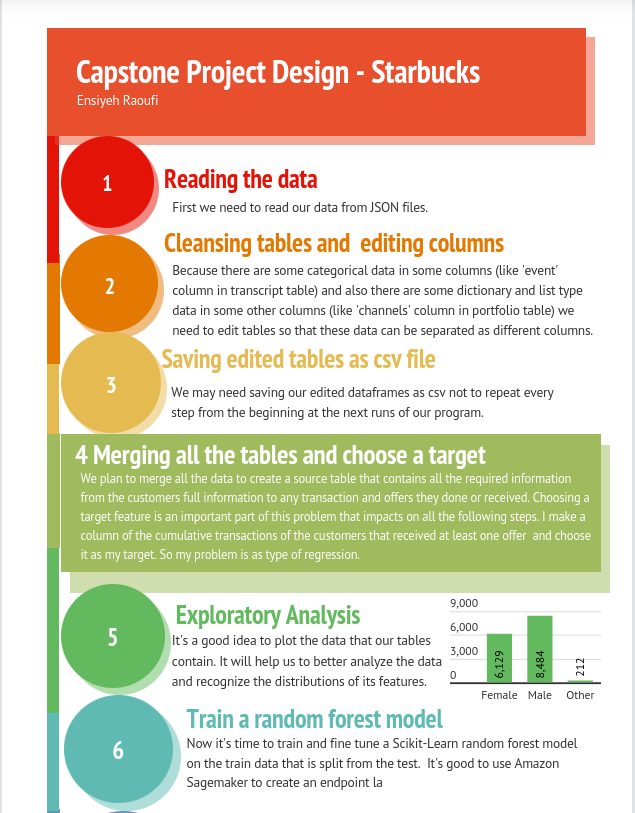 Capstone Project Design - Starbucks
Ensiyeh Raoufi
1
Reading the data
First we need to read our data from JSON files.
2
Cleansing tables and  editing columns
Because there are some categorical data in some columns (like 'event'
column in transcript table) and also there are some dictionary and list type
data in some other columns (like 'channels' column in portfolio table) we
need to edit tables so that these data can be separated as different columns.
3
Saving edited tables as csv file
We may need saving our edited dataframes as csv not to repeat every
step from the beginning at the next runs of our program.
4 Merging all the tables and choose a target
We plan to merge all the data to create a source table that contains all the required information
from the customers full information to any transaction and offers they done or received. Choosing a
target feature is an important part of this problem that impacts on all the following steps. I make a
column of the cumulative transactions of the customers that received at least one offer  and choose
it as my target. So my problem is as type of regression.
5
Exploratory Analysis
It's a good idea to plot the data that our tables
contain. It will help us to better analyze the data
and recognize the distributions of its features.
9,000
6,000
3,000
0
6,129
8,484
212
Female Male Other
6
Train a random forest model
Now it's time to train and fine tune a Scikit-Learn random forest model
on the train data that is split from the test.  It's good to use Amazon
Sagemaker to create an endpoint la